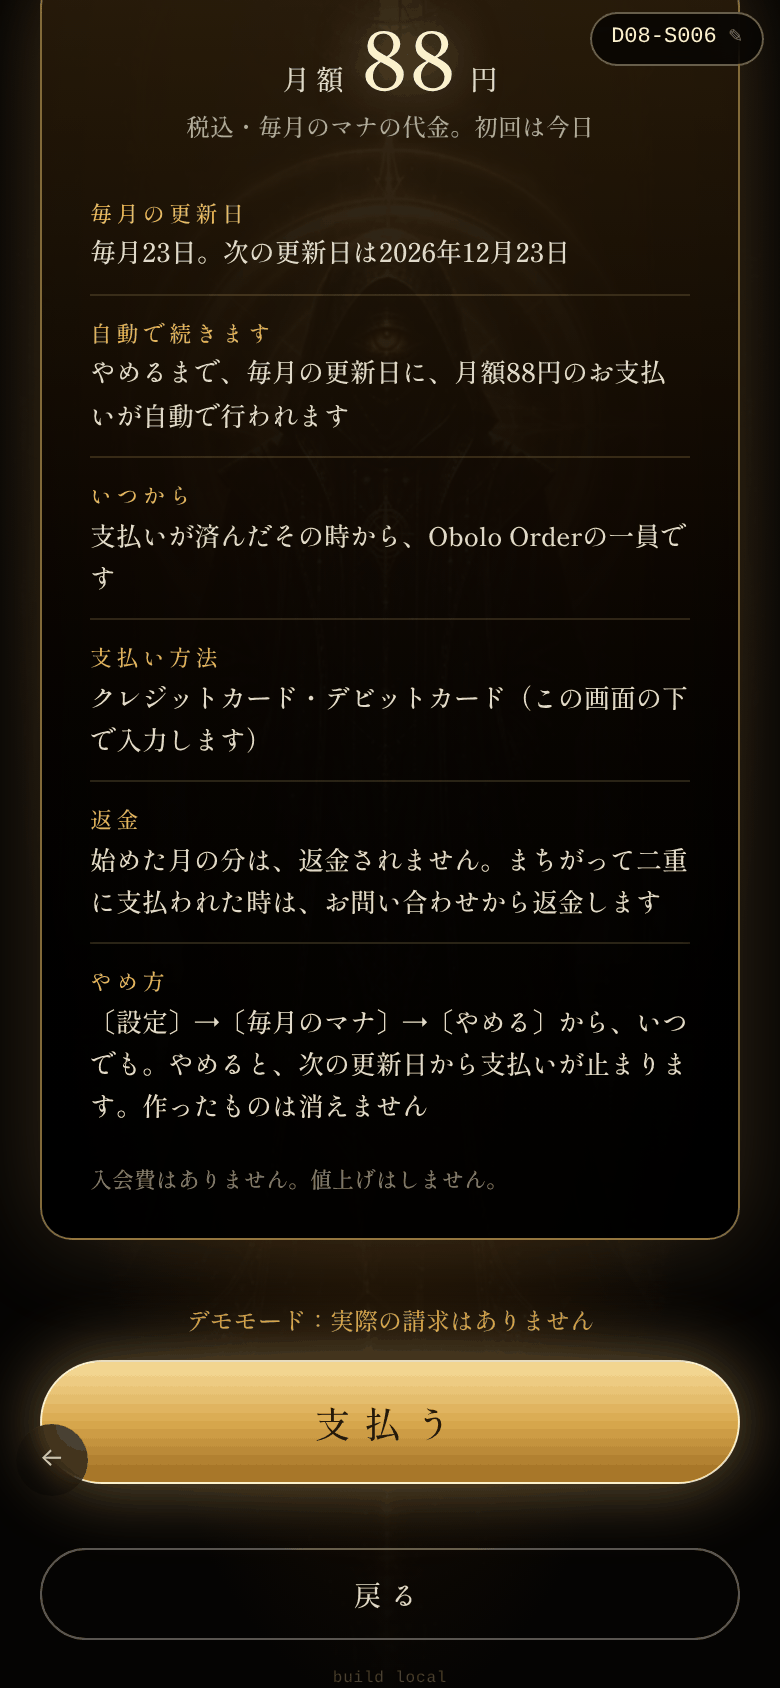 D08-S006 ✎
月額 88 円
税込・毎月のマナの代金。初回は今日
毎月の更新日
毎月23日。次の更新日は2026年12月23日
自動で続きます
やめるまで、毎月の更新日に、月額88円のお支払
いが自動で行われます
いつから
支払いが済んだその時から、Obolo Orderの一員で
す
支払い方法
クレジットカード・デビットカード（この画面の下
で入力します）
返金
始めた月の分は、返金されません。まちがって二重
に支払われた時は、お問い合わせから返金します
やめ方
〔設定〕→〔毎月のマナ〕→〔やめる〕から、いつ
でも。やめると、次の更新日から支払いが止まりま
す。作ったものは消えません
入会費はありません。値上げはしません。
デモモード：実際の請求はありません
支払う
←
戻る
build local